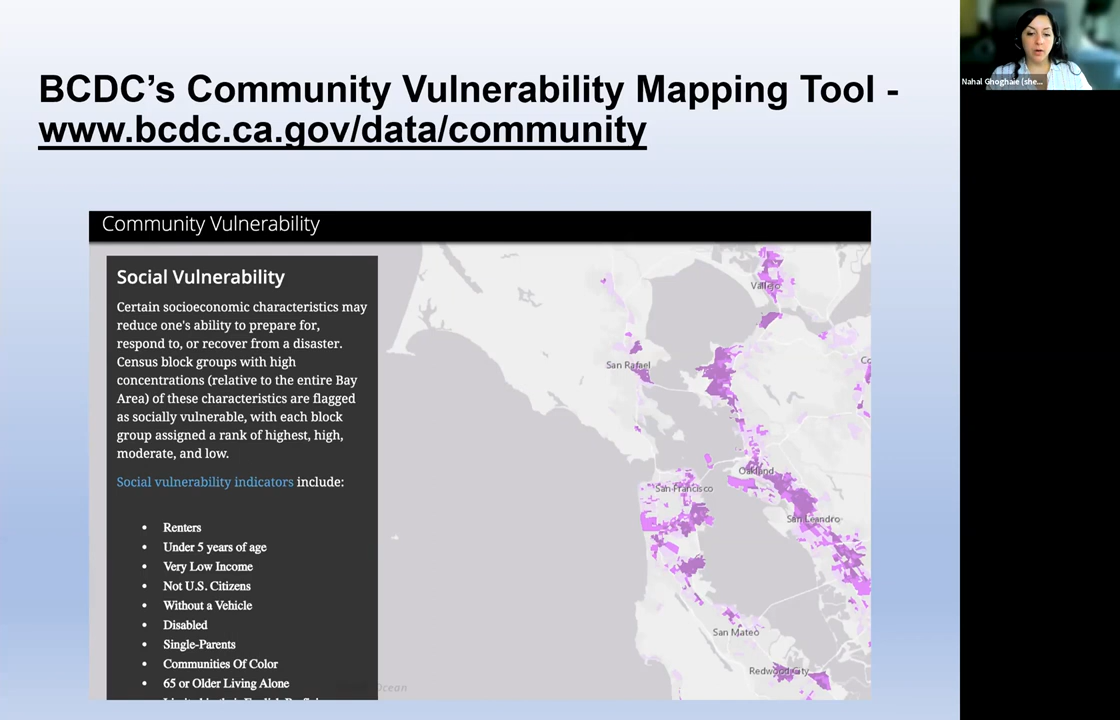 BCDC’s Community Vulnerability Mapping Tool -
www.bcdc.ca.gov/data/community
Nahal Ghoghaie (she...
Community Vulnerability
Social Vulnerability
Certain socioeconomic characteristics may
reduce one's ability to prepare for,
respond to, or recover from a disaster.
Census block groups with high
concentrations (relative to the entire Bay
Area) of these characteristics are flagged
as socially vulnerable, with each block
group assigned a rank of highest, high,
moderate, and low.
Social vulnerability indicators include:
• Renters
• Under 5 years of age
• Very Low Income
• Not U.S. Citizens
• Without a Vehicle
• Disabled
• Single-Parents
• Communities Of Color
• 65 or Older Living Alone
Vallejo
San Rafael
Co
Oakland
San Francisco
San Leandro
San Mateo
Redwood City
Ocean